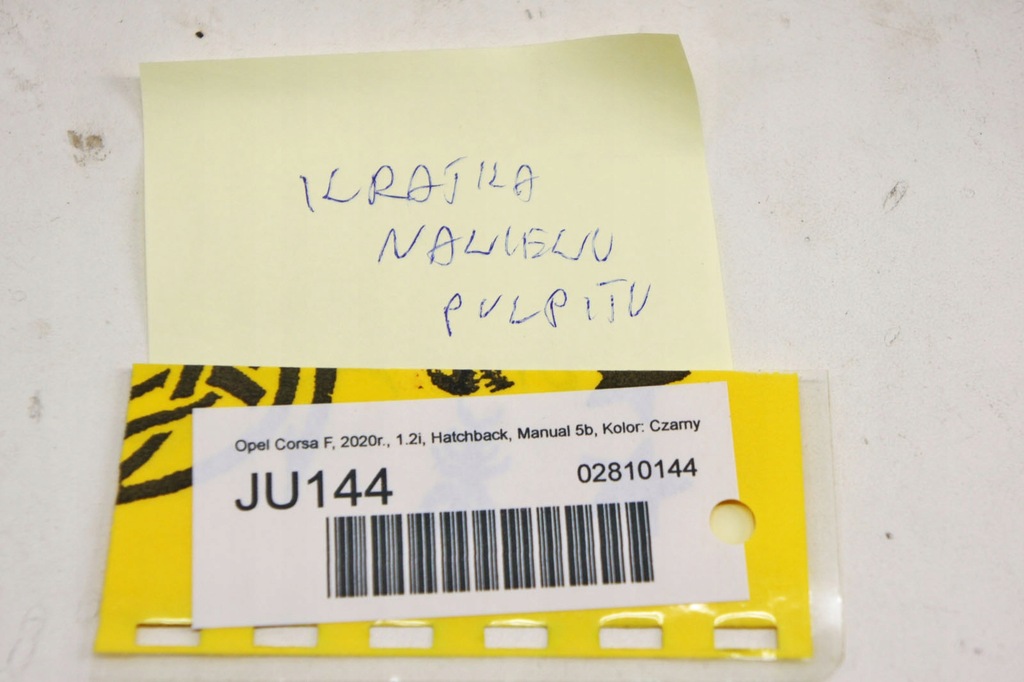 KRATKA
NAWIEWU
PULPITU
Opel Corsa F, 2020r., 1.2i, Hatchback, Manual 5b, Kolor: Czarny
JU144
02810144